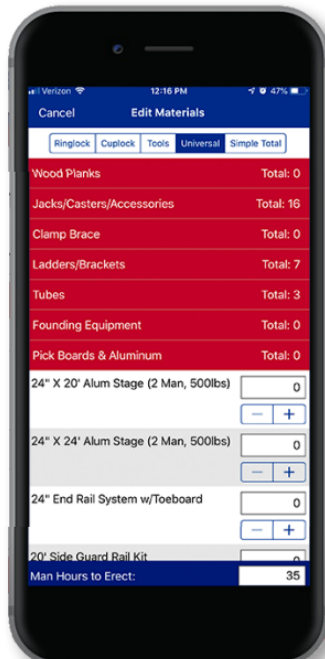 Verizon 12:16 PM 47%
Cancel Edit Materials
Ringlock Cuplock Tools Universal Simple Total
Wood Planks Total: 0
Jacks/Casters/Accessories Total: 16
Clamp Brace Total: 0
Ladders/Brackets Total: 7
Tubes Total: 3
Founding Equipment Total: 0
Pick Boards & Aluminum Total: 0
24" X 20' Alum Stage (2 Man, 500lbs) 0
− +
24" X 24' Alum Stage (2 Man, 500lbs) 0
− +
24" End Rail System w/Toeboard 0
− +
20' Side Guard Rail Kit 0
Man Hours to Erect: 35